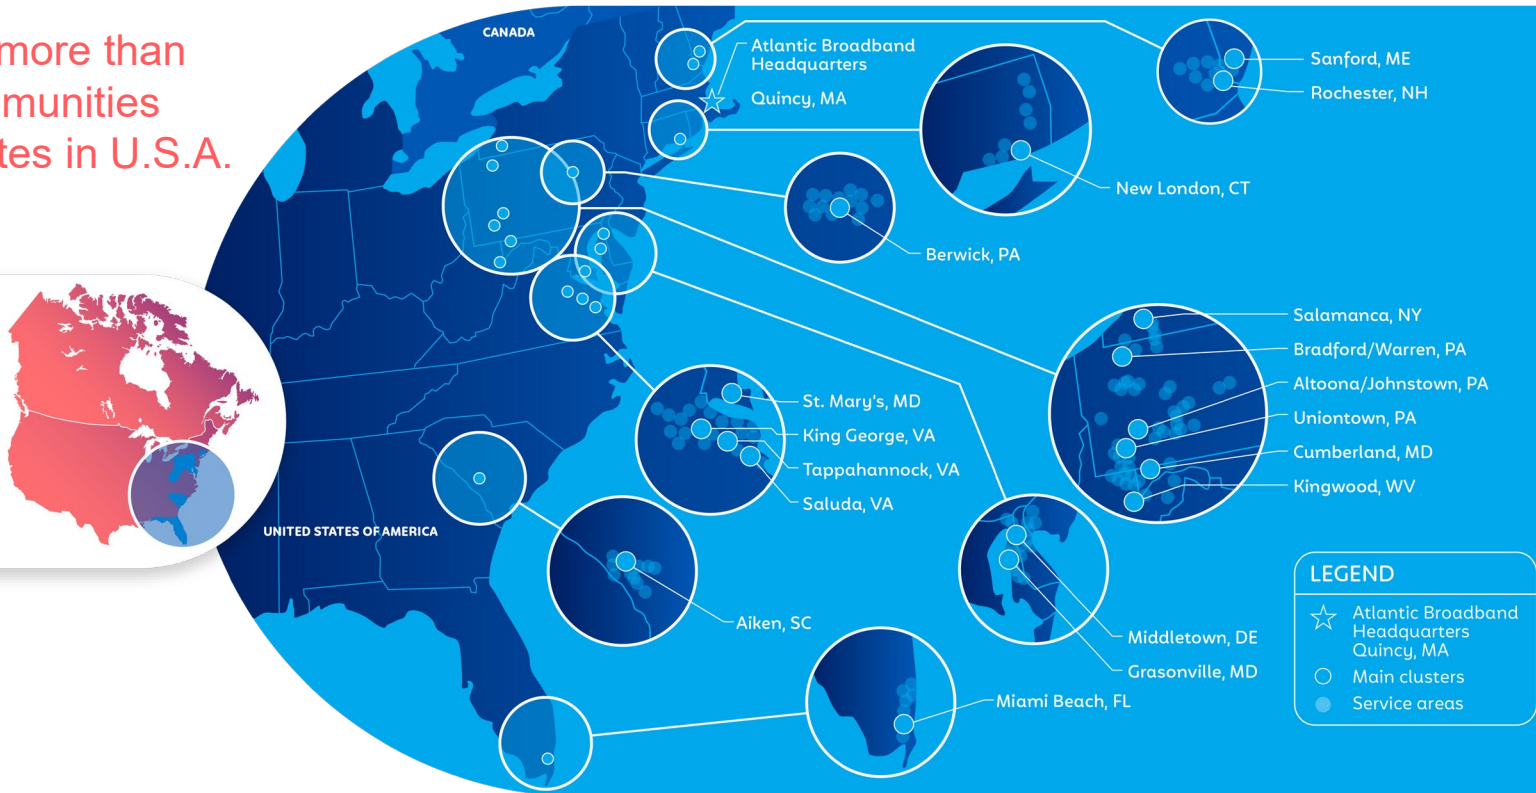 more than
munities
tes in U.S.A.
CANADA
UNITED STATES OF AMERICA
Atlantic Broadband
Headquarters
Quincy, MA
Sanford, ME
Rochester, NH
New London, CT
Berwick, PA
Salamanca, NY
Bradford/Warren, PA
Altoona/Johnstown, PA
Uniontown, PA
Cumberland, MD
Kingwood, WV
St. Mary's, MD
King George, VA
Tappahannock, VA
Saluda, VA
Aiken, SC
Middletown, DE
Grasonville, MD
Miami Beach, FL
LEGEND
Atlantic Broadband
Headquarters
Quincy, MA
Main clusters
Service areas